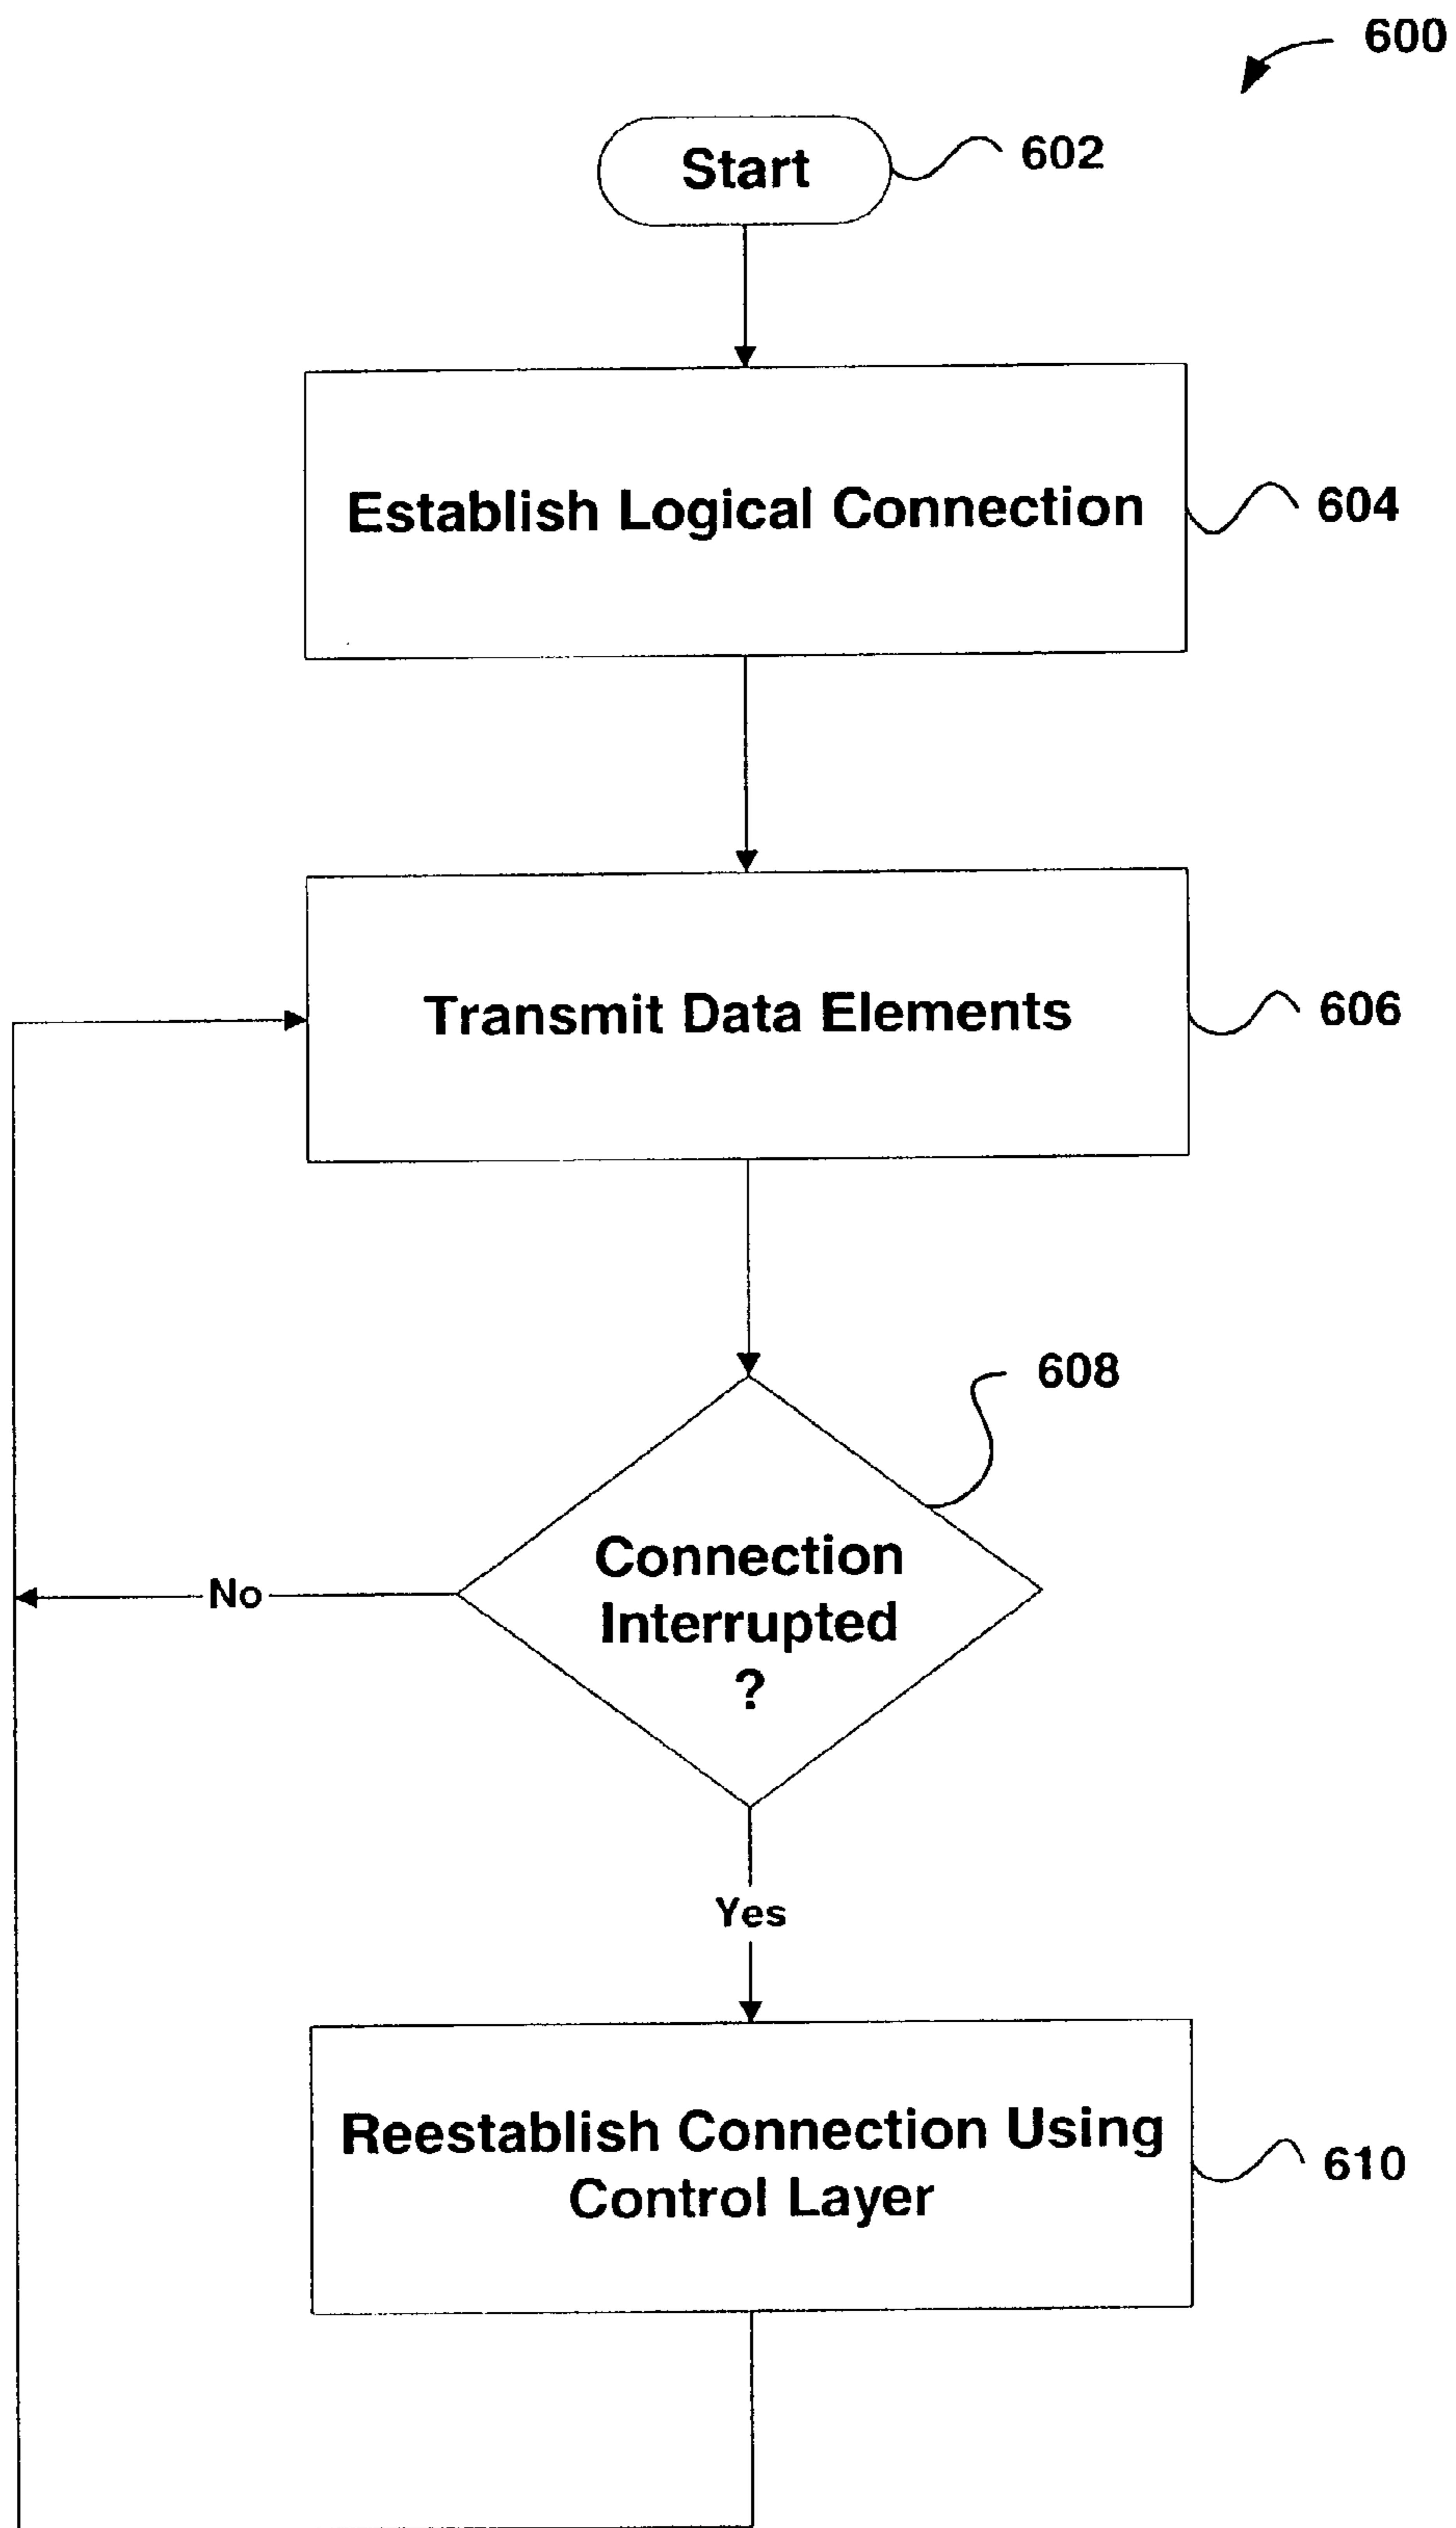 600
Start
602
Establish Logical Connection
604
Transmit Data Elements
606
608
Connection
Interrupted
?
No
Yes
Reestablish Connection Using
Control Layer
610